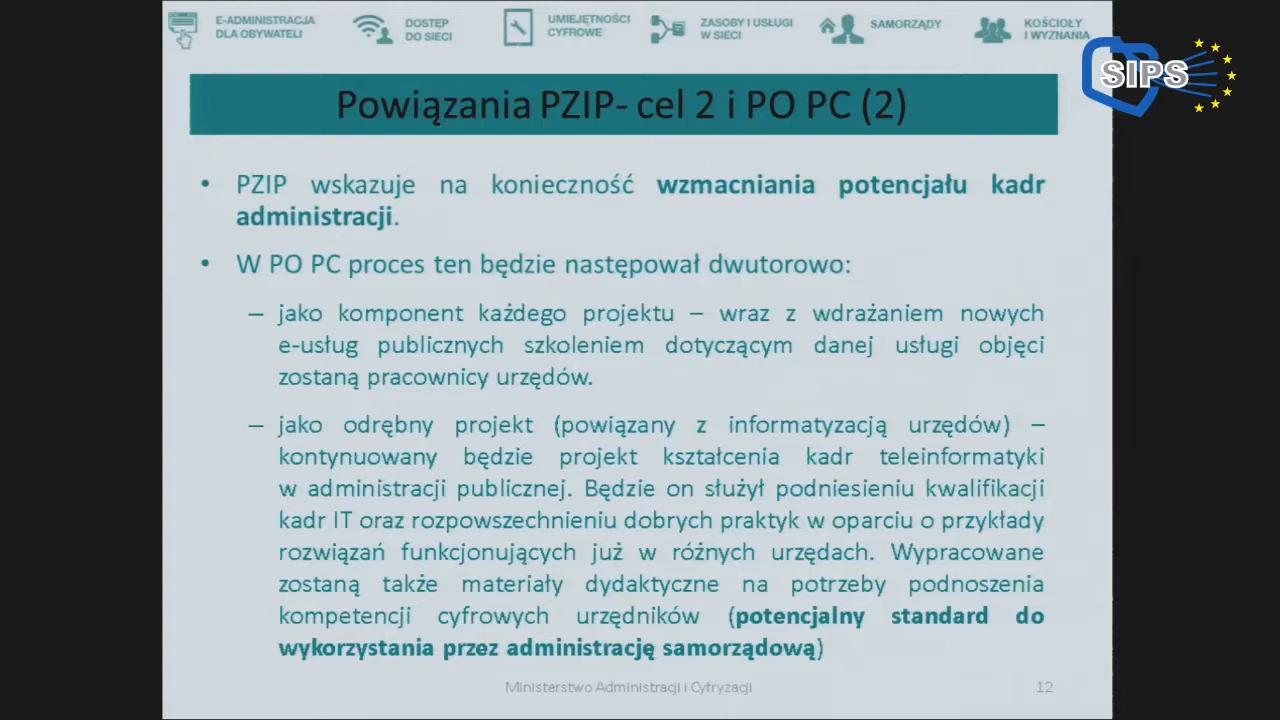 E-ADMINISTRACJA
DLA OBYWATELI
DOSTĘP
DO SIECI
UMIEJĘTNOŚCI
CYFROWE
ZASOBY I USŁUGI
W SIECI
SAMORZĄDY
KOŚCIOŁY
I WYZNANIA
SIPS
Powiązania PZIP- cel 2 i PO PC (2)
• PZIP wskazuje na konieczność wzmacniania potencjału kadr
administracji.
• W PO PC proces ten będzie następował dwutorowo:
– jako komponent każdego projektu – wraz z wdrażaniem nowych
e-usług publicznych szkoleniem dotyczącym danej usługi objęci
zostaną pracownicy urzędów.
– jako odrębny projekt (powiązany z informatyzacją urzędów) –
kontynuowany będzie projekt kształcenia kadr teleinformatyki
w administracji publicznej. Będzie on służył podniesieniu kwalifikacji
kadr IT oraz rozpowszechnieniu dobrych praktyk w oparciu o przykłady
rozwiązań funkcjonujących już w różnych urzędach. Wypracowane
zostaną także materiały dydaktyczne na potrzeby podnoszenia
kompetencji cyfrowych urzędników (potencjalny standard do
wykorzystania przez administrację samorządową)
Ministerstwo Administracji i Cyfryzacji
12